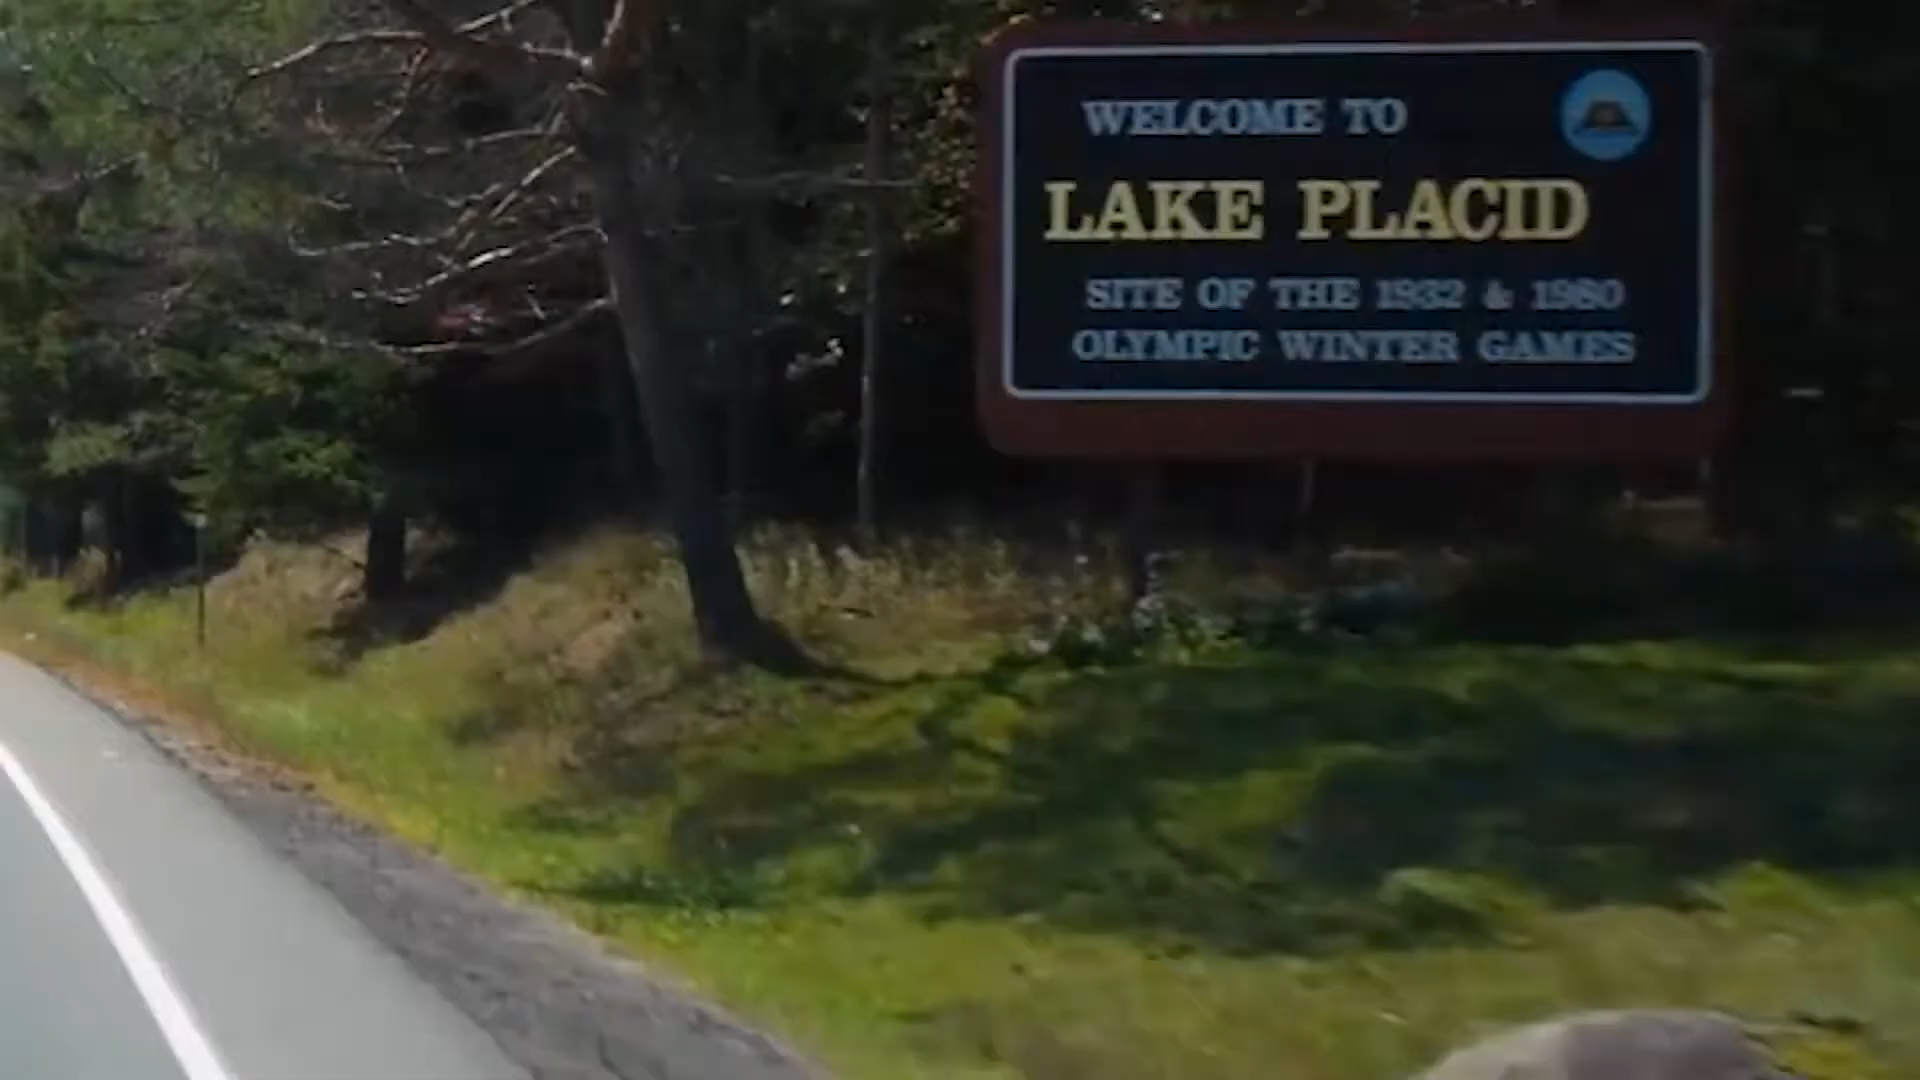 WELCOME TO
LAKE PLACID
SITE OF THE 1932 & 1980
OLYMPIC WINTER GAMES